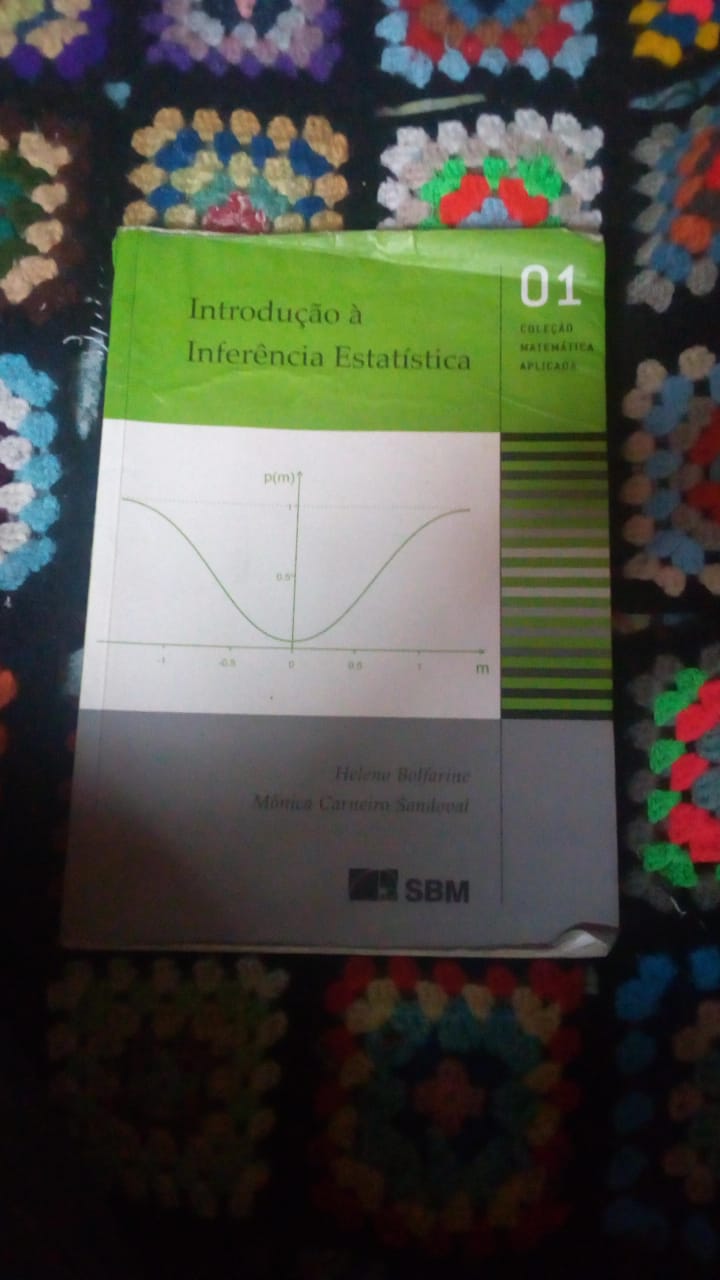 Introdução à
Inferência Estatística
01
COLEÇÃO
MATEMÁTICA
APLICADA
p(m)
1
0.5
-1
-0.5
0
0.5
1
m
Heleno Bolfarine
Mônica Carneiro Sandoval
SBM